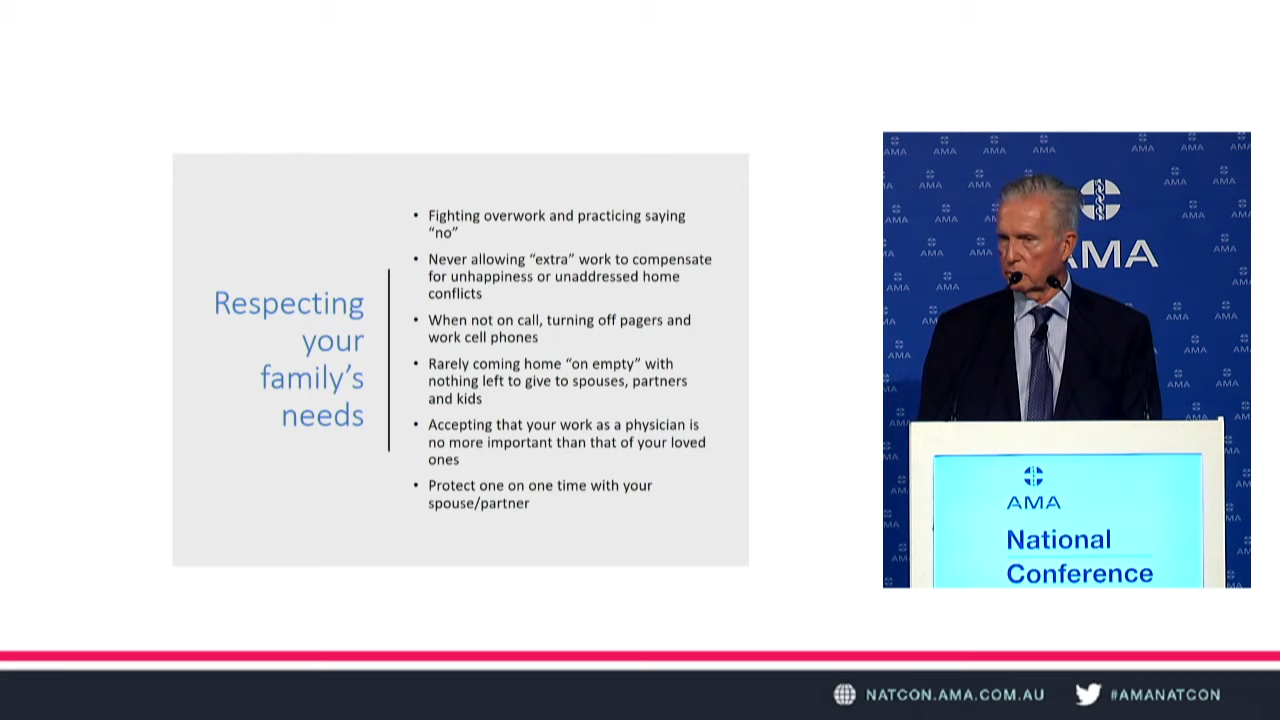 Respecting
your
family’s
needs
• Fighting overwork and practicing saying
“no”
• Never allowing “extra” work to compensate
for unhappiness or unaddressed home
conflicts
• When not on call, turning off pagers and
work cell phones
• Rarely coming home “on empty” with
nothing left to give to spouses, partners
and kids
• Accepting that your work as a physician is
no more important than that of your loved
ones
• Protect one on one time with your
spouse/partner
AMA
AMA
National
Conference
NATCON.AMA.COM.AU
#AMANATCON